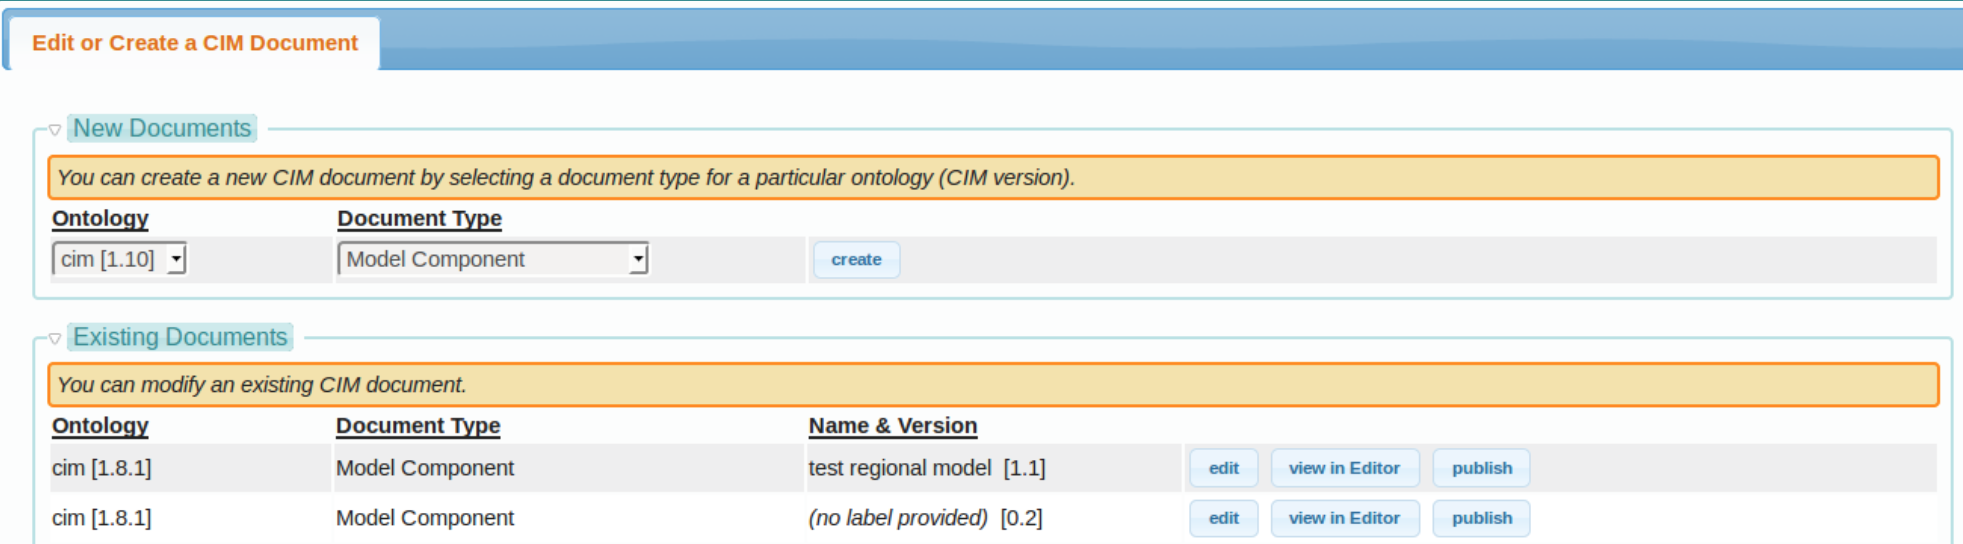 Edit or Create a CIM Document
New Documents
You can create a new CIM document by selecting a document type for a particular ontology (CIM version).
Ontology Document Type
cim [1.10] Model Component create
Existing Documents
You can modify an existing CIM document.
Ontology Document Type Name & Version
cim [1.8.1] Model Component test regional model [1.1] edit view in Editor publish
cim [1.8.1] Model Component (no label provided) [0.2] edit view in Editor publish